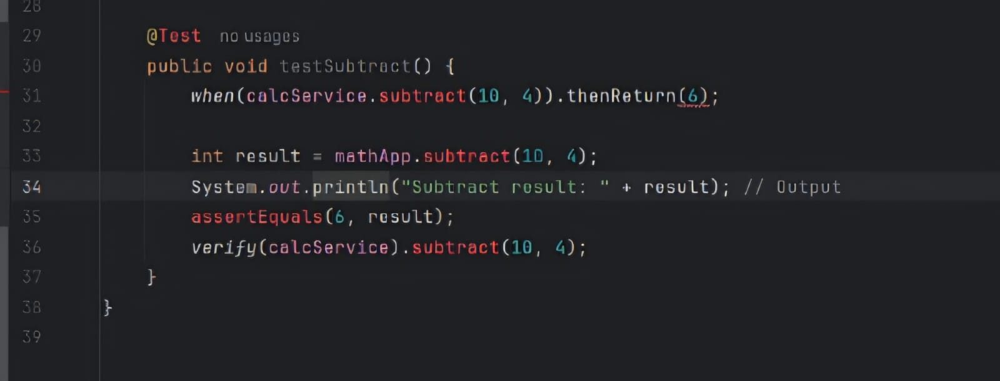 28
29 @Test no usages
30 public void testSubtract() {
31 when(calcService.subtract(10, 4)).thenReturn(6);
32
33 int result = mathApp.subtract(10, 4);
34 System.out.println("Subtract result: " + result); // Output
35 assertEquals(6, result);
36 verify(calcService).subtract(10, 4);
37 }
38 }
39